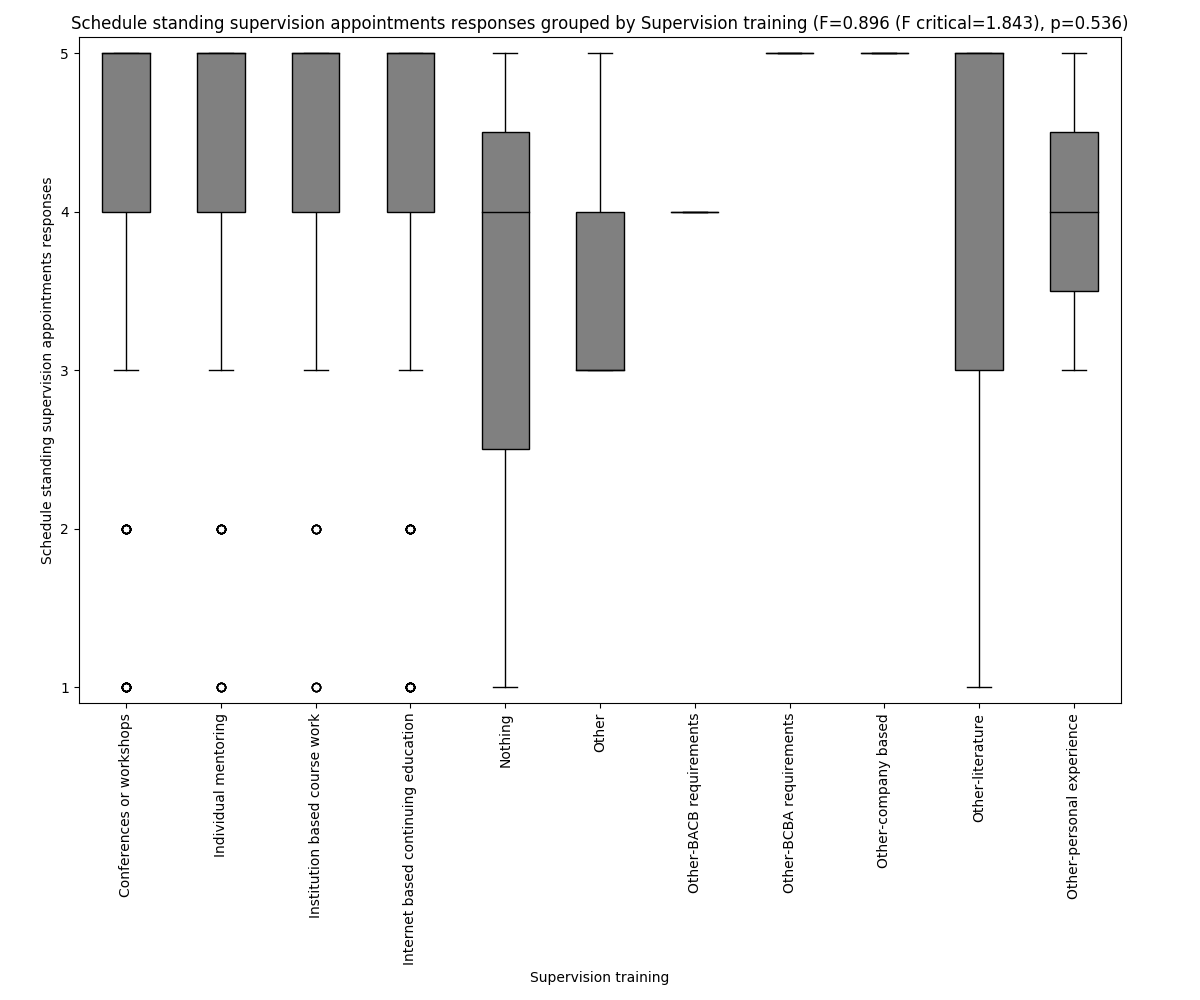 Schedule standing supervision appointments responses grouped by Supervision training (F=0.896 (F critical=1.843), p=0.536)
Schedule standing supervision appointments responses
5
4
3
2
1
Conferences or workshops
Individual mentoring
Institution based course work
Internet based continuing education
Nothing
Other
Other-BACB requirements
Other-BCBA requirements
Other-company based
Other-literature
Other-personal experience
Supervision training